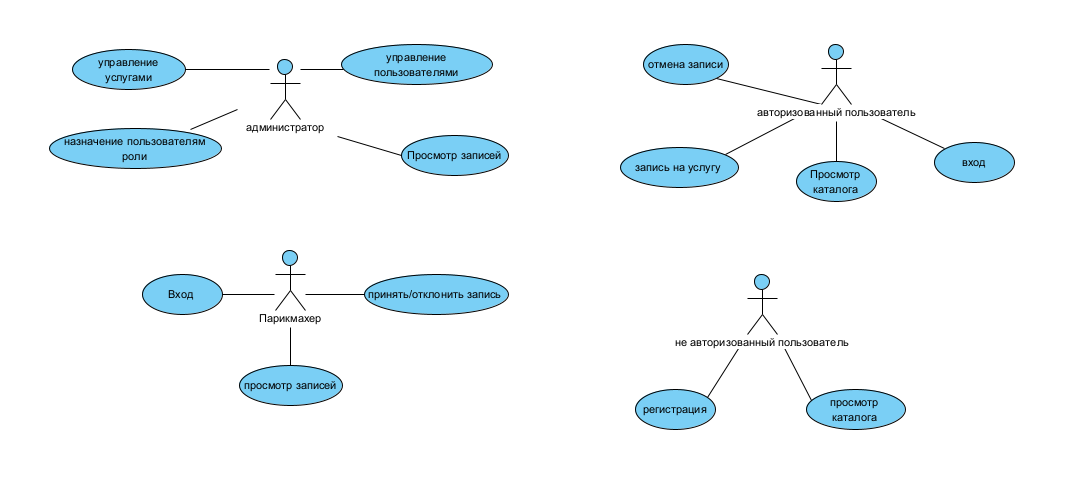 управление
услугами
управление
пользователями
администратор
назначение пользователям
роли
Просмотр записей
отмена записи
авторизованный пользователь
запись на услугу
Просмотр
каталога
вход
Вход
принять/отклонить запись
Парикмахер
просмотр записей
не авторизованный пользователь
регистрация
просмотр
каталога